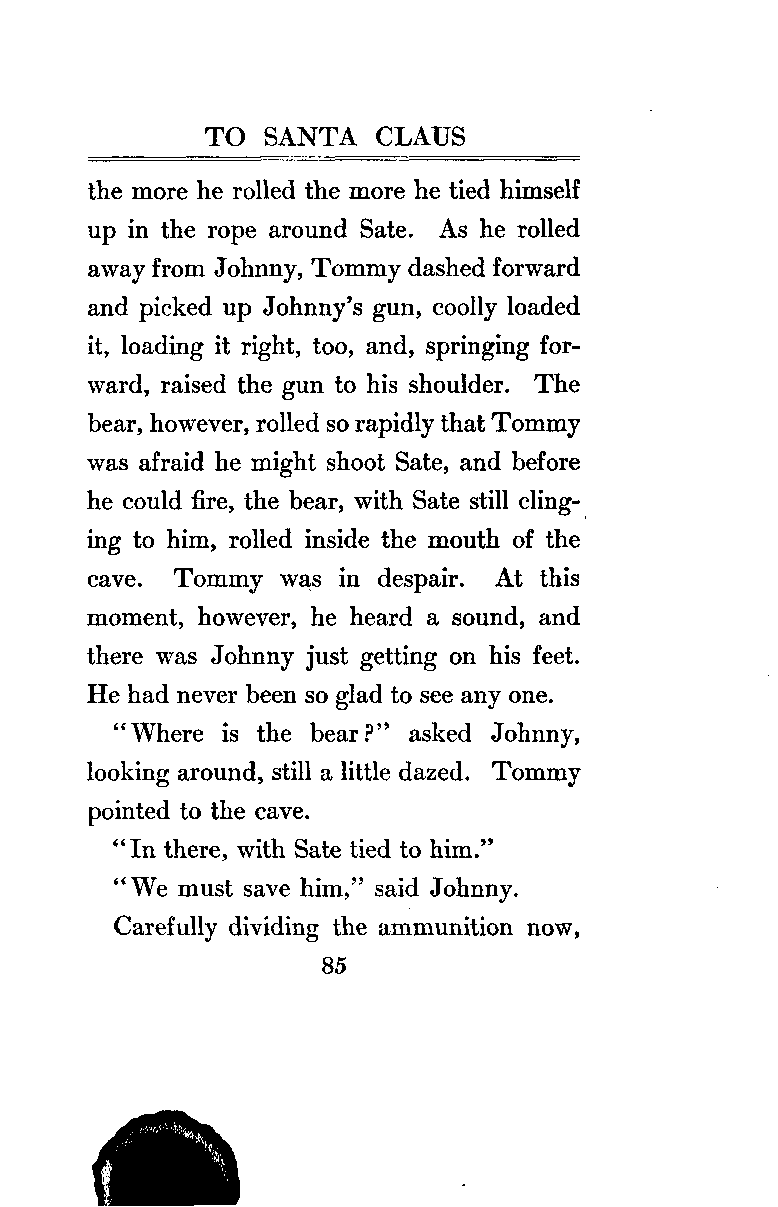 TO SANTA CLAUS
the more he rolled the more he tied himself
up in the rope around Sate. As he rolled
away from Johnny, Tommy dashed forward
and picked up Johnny's gun, coolly loaded
it, loading it right, too, and, springing for-
ward, raised the gun to his shoulder. The
bear, however, rolled so rapidly that Tommy
was afraid he might shoot Sate, and before
he could fire, the bear, with Sate still cling-
ing to him, rolled inside the mouth of the
cave. Tommy was in despair. At this
moment, however, he heard a sound, and
there was Johnny just getting on his feet.
He had never been so glad to see any one.
"Where is the bear?" asked Johnny,
looking around, still a little dazed. Tommy
pointed to the cave.
"In there, with Sate tied to him."
"We must save him," said Johnny.
Carefully dividing the ammunition now,
85